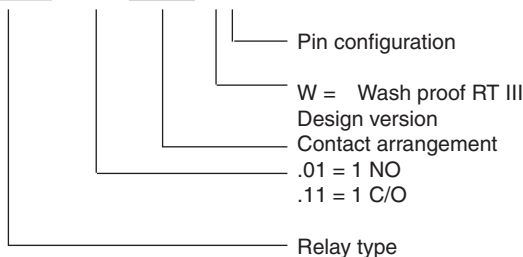 Pin configuration
W = Wash proof RT III
Design version
Contact arrangement
.01 = 1 NO
.11 = 1 C/O
Relay type